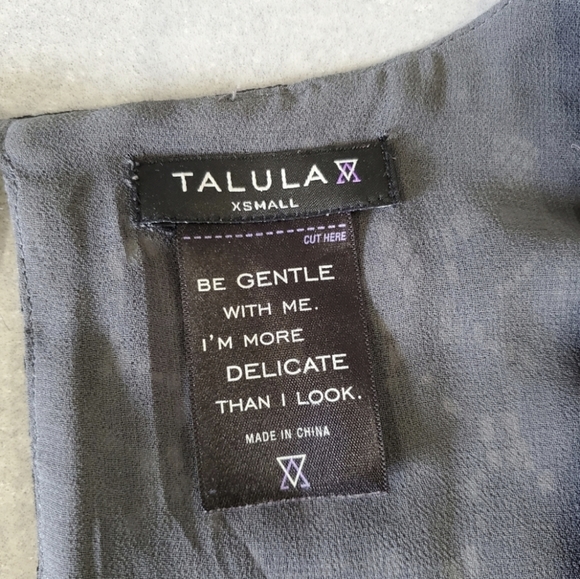 TALULA
XSMALL
CUT HERE
BE GENTLE
WITH ME.
I'M MORE
DELICATE
THAN I LOOK.
MADE IN CHINA